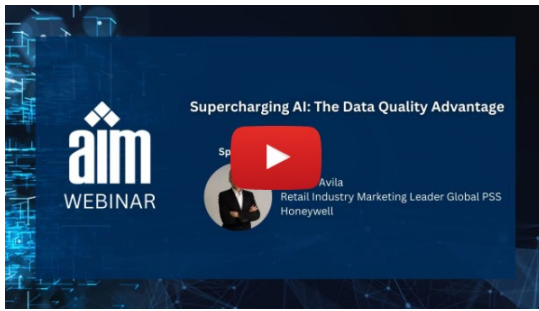 Supercharging AI: The Data Quality Advantage
aim
WEBINAR
Avila
Retail Industry Marketing Leader Global PSS
Honeywell